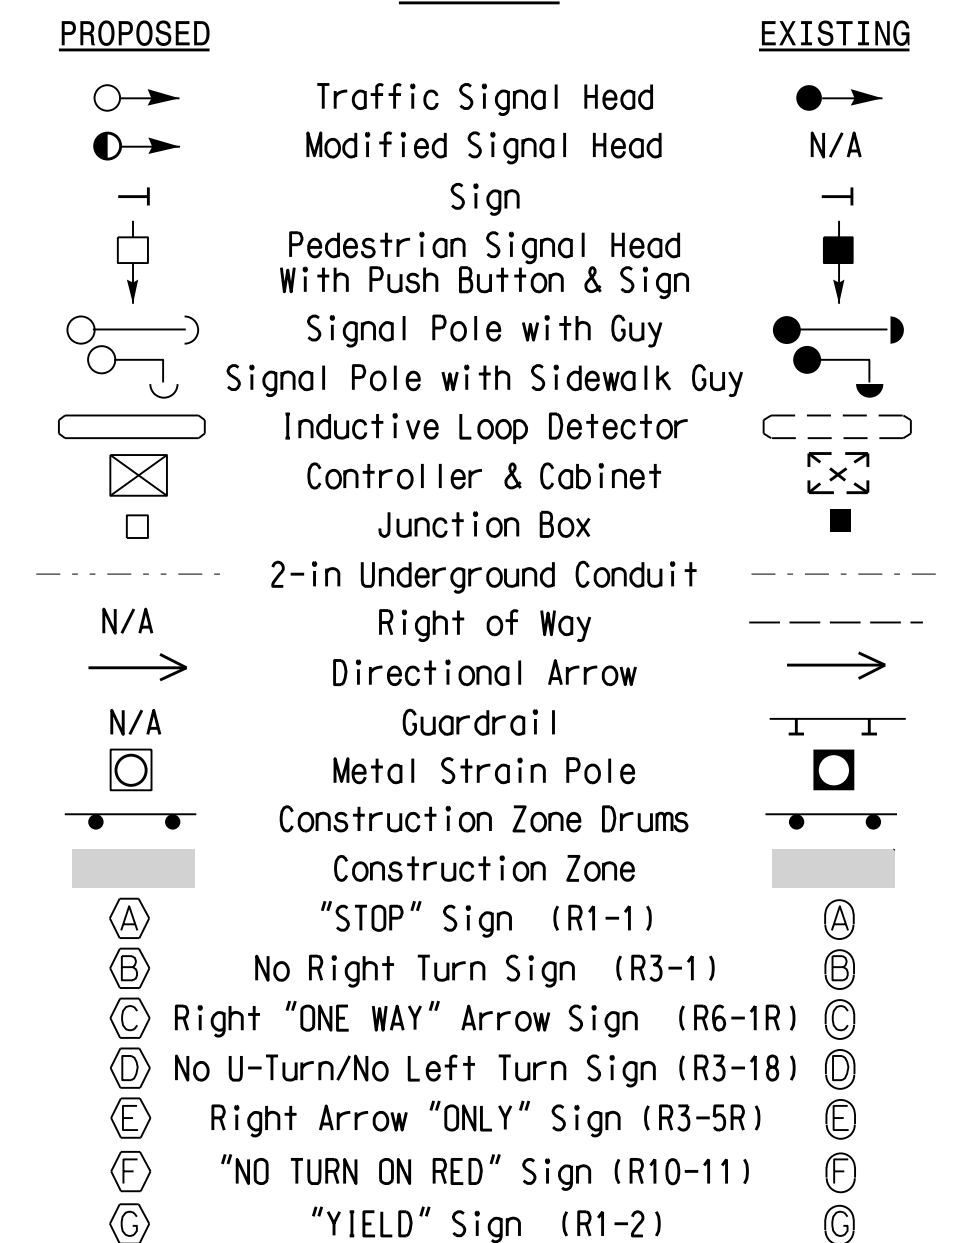 PROPOSED EXISTING
Traffic Signal Head
Modified Signal Head N/A
Sign
Pedestrian Signal Head
With Push Button & Sign
Signal Pole with Guy
Signal Pole with Sidewalk Guy
Inductive Loop Detector
Controller & Cabinet
Junction Box
2-in Underground Conduit
N/A Right of Way
Directional Arrow
N/A Guardrail
Metal Strain Pole
Construction Zone Drums
Construction Zone
A "STOP" Sign (R1-1) A
B No Right Turn Sign (R3-1) B
C Right "ONE WAY" Arrow Sign (R6-1R) C
D No U-Turn/No Left Turn Sign (R3-18) D
E Right Arrow "ONLY" Sign (R3-5R) E
F "NO TURN ON RED" Sign (R10-11) F
G "YIELD" Sign (R1-2) G